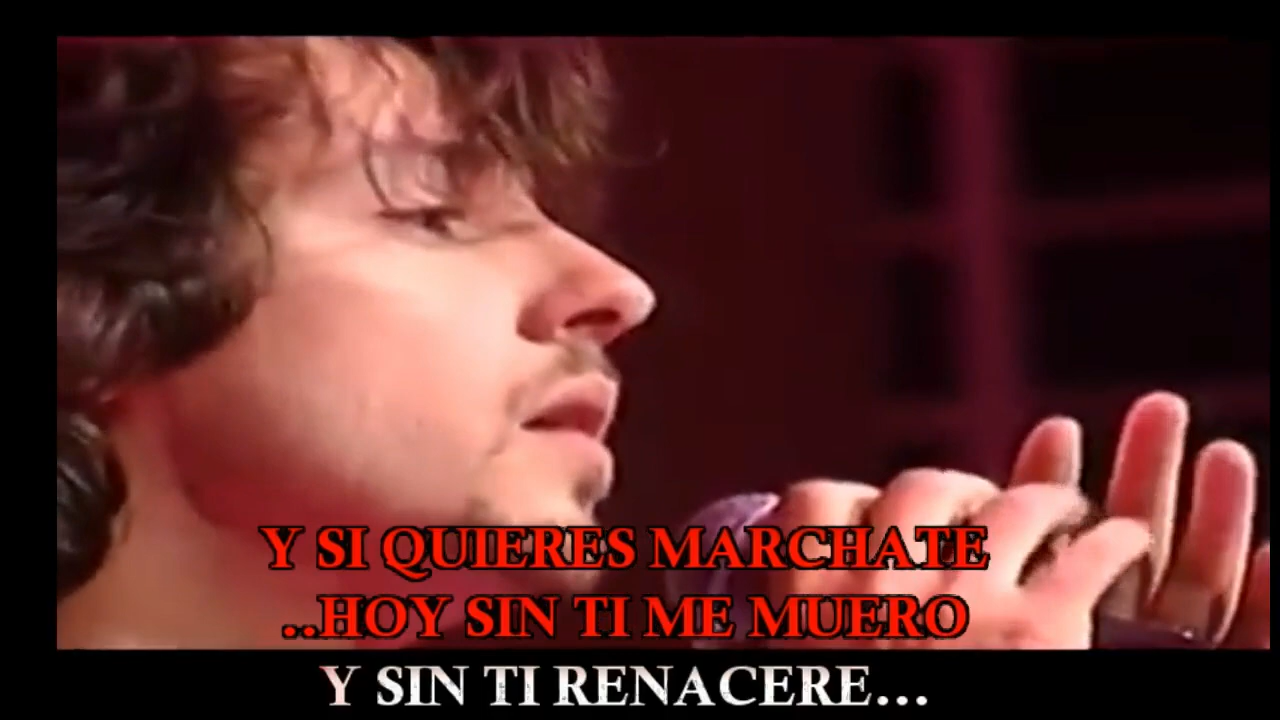 Y SI QUIERES MARCHATE
..HOY SIN TI ME MUERO
Y SIN TI RENACERE...